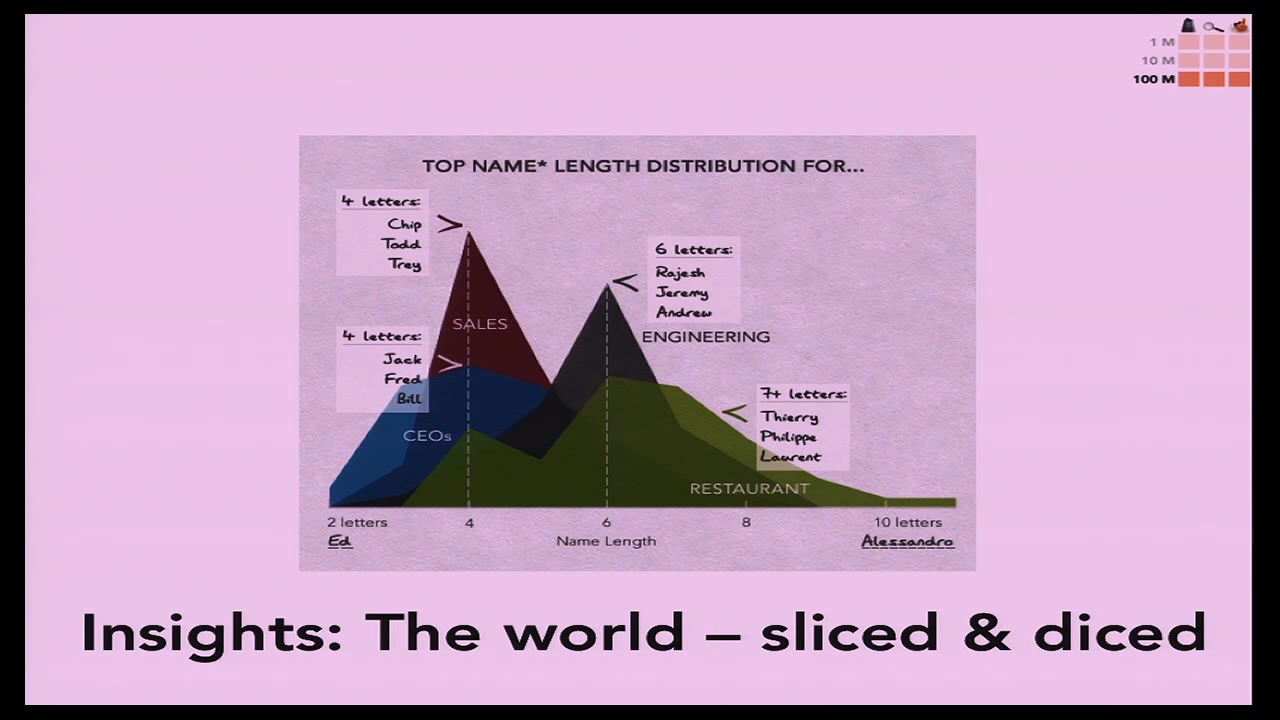 1 M
10 M
100 M
TOP NAME* LENGTH DISTRIBUTION FOR...
4 letters:
Chip
Todd
Trey
6 letters:
Rajesh
Jeremy
Andrew
SALES
ENGINEERING
4 letters:
Jack
Fred
Bill
7+ letters:
Thierry
Philippe
Laurent
CEOs
RESTAURANT
2 letters 4 6 8 10 letters
Ed Name Length Alessandro
Insights: The world – sliced & diced